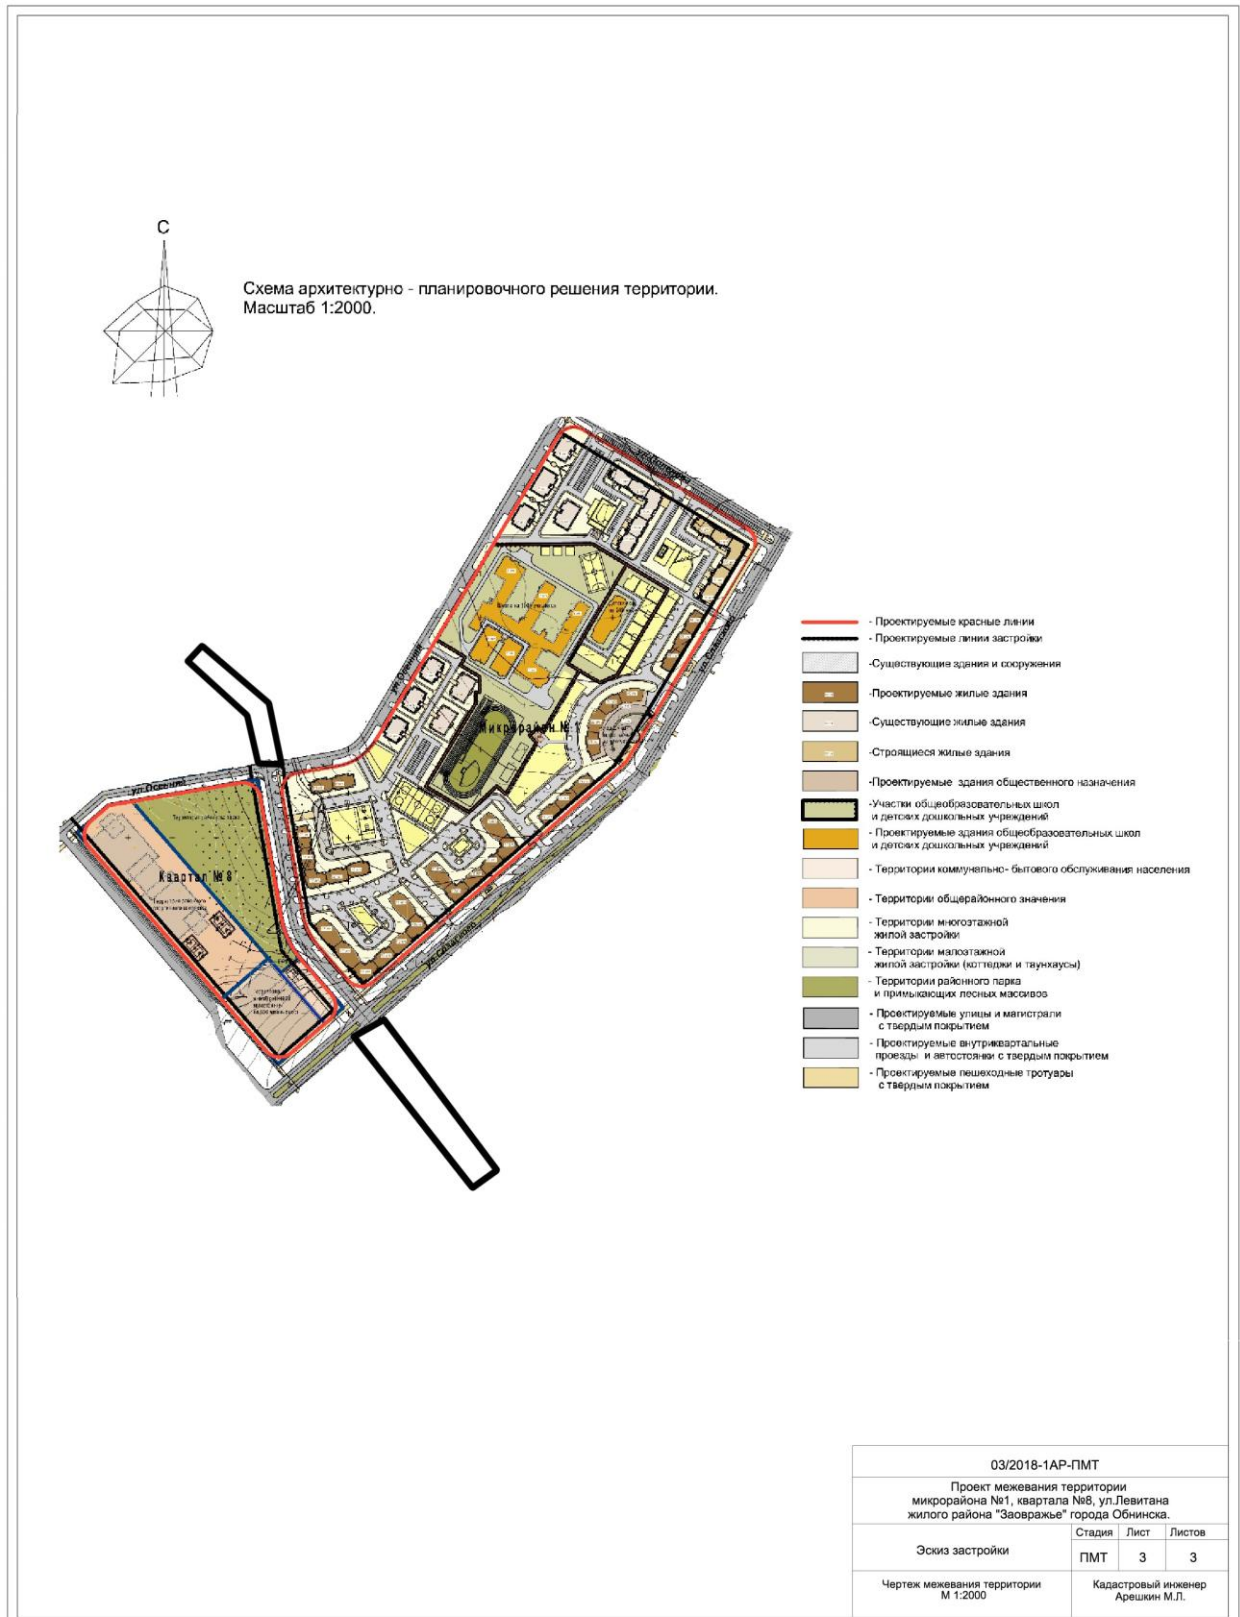 С
Схема архитектурно - планировочного решения территории.
Масштаб 1:2000.
ул.Осенняя
Микрорайон № 1
ул.Осенняя
Квартал № 8
- Проектируемые красные линии
- Проектируемые линии застройки
-Существующие здания и сооружения
-Проектируемые жилые здания
-Существующие жилые здания
-Строящиеся жилые здания
-Проектируемые здания общественного назначения
-Участки общеобразовательных школ
и детских дошкольных учреждений
- Проектируемые здания общеобразовательных школ
и детских дошкольных учреждений
- Территории коммунально- бытового обслуживания населения
- Территории общерайонного значения
- Территории многоэтажной
жилой застройки
- Территории малоэтажной
жилой застройки (коттеджи и таунхаусы)
- Территории районного парка
и примыкающих лесных массивов
- Проектируемые улицы и магистрали
с твердым покрытием
- Проектируемые внутриквартальные
проезды и автостоянки с твердым покрытием
- Проектируемые пешеходные тротуары
с твердым покрытием
03/2018-1АР-ПМТ
Проект межевания территории
микрорайона №1, квартала №8, ул.Левитана
жилого района "Заовражье" города Обнинска.
Эскиз застройки
Стадия Лист Листов
ПМТ 3 3
Чертеж межевания территории
М 1:2000
Кадастровый инженер
Арешкин М.Л.